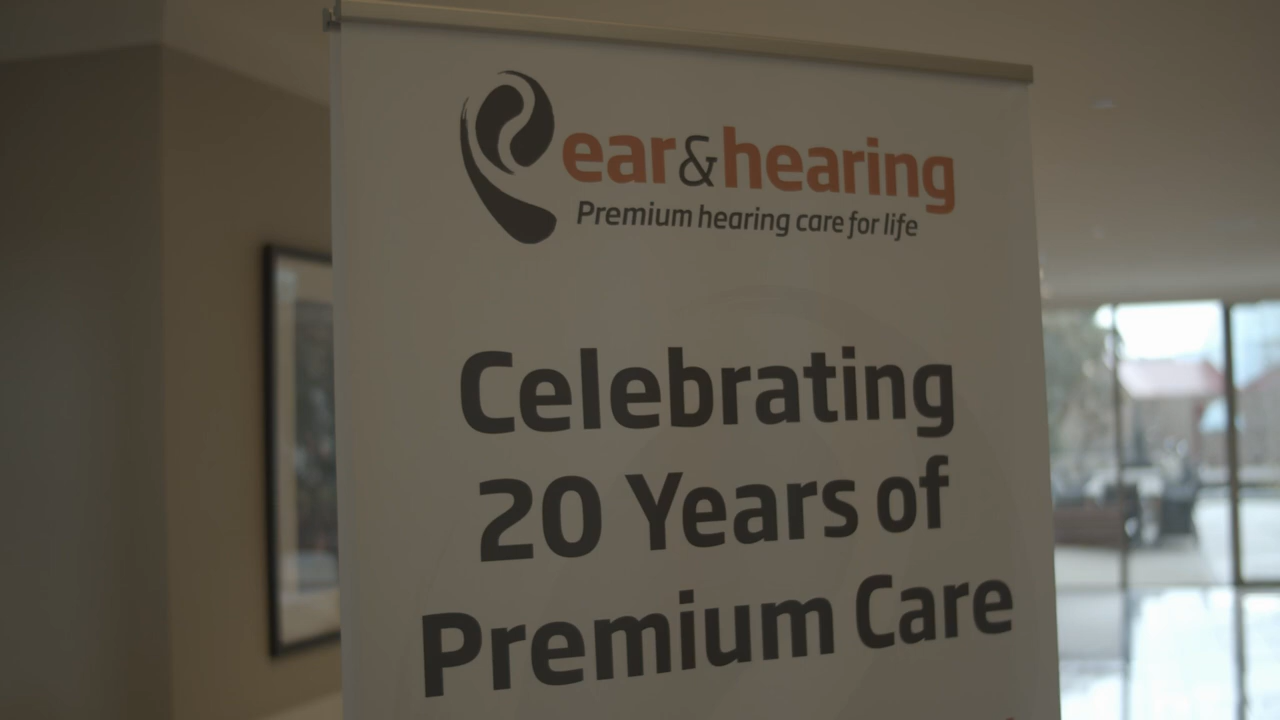 ear&hearing
Premium hearing care for life
Celebrating
20 Years of
Premium Care